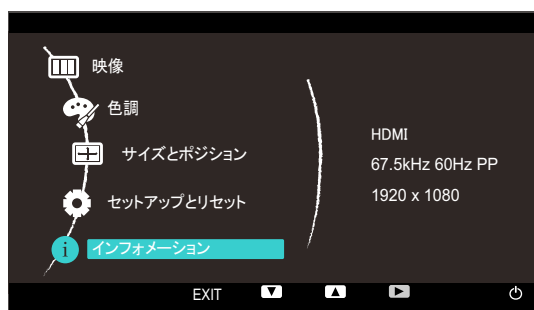 映像
色調
サイズとポジション
セットアップとリセット
インフォメーション
HDMI
67.5kHz 60Hz PP
1920 x 1080
EXIT